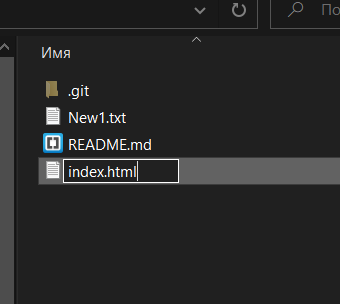 По
Имя
.git
New1.txt
README.md
index.html